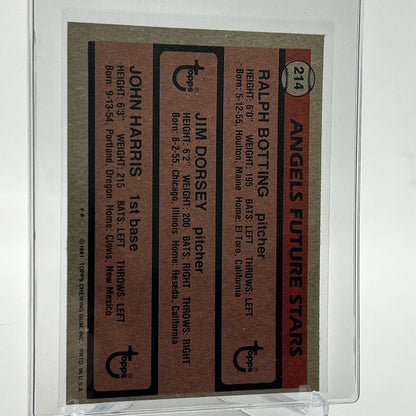 214
ANGELS FUTURE STARS
RALPH BOTTING pitcher
HEIGHT: 6'0" WEIGHT: 195 BATS: LEFT THROWS: LEFT
Born: 5-12-55, Houlton, Maine Home: El Toro, California
Topps
JIM DORSEY pitcher
HEIGHT: 6'2" WEIGHT: 200 BATS: RIGHT THROWS: RIGHT
Born: 8-2-55, Chicago, Illinois Home: Reseda, California
Topps
JOHN HARRIS 1st base
HEIGHT: 6'3" WEIGHT: 215 BATS: LEFT THROWS: LEFT
Born: 9-13-54, Portland, Oregon Home: Clovis, New Mexico
Topps
© 1981 TOPPS CHEWING GUM, INC. PRTD. IN U.S.A.